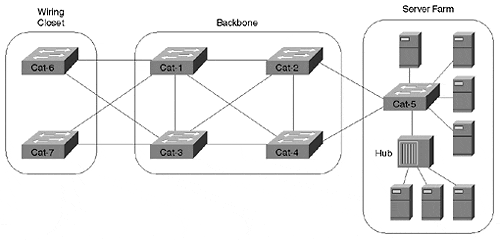 Wiring
Closet
Backbone
Server Farm
Cat-6
Cat-1
Cat-2
Cat-5
Cat-7
Cat-3
Cat-4
Hub